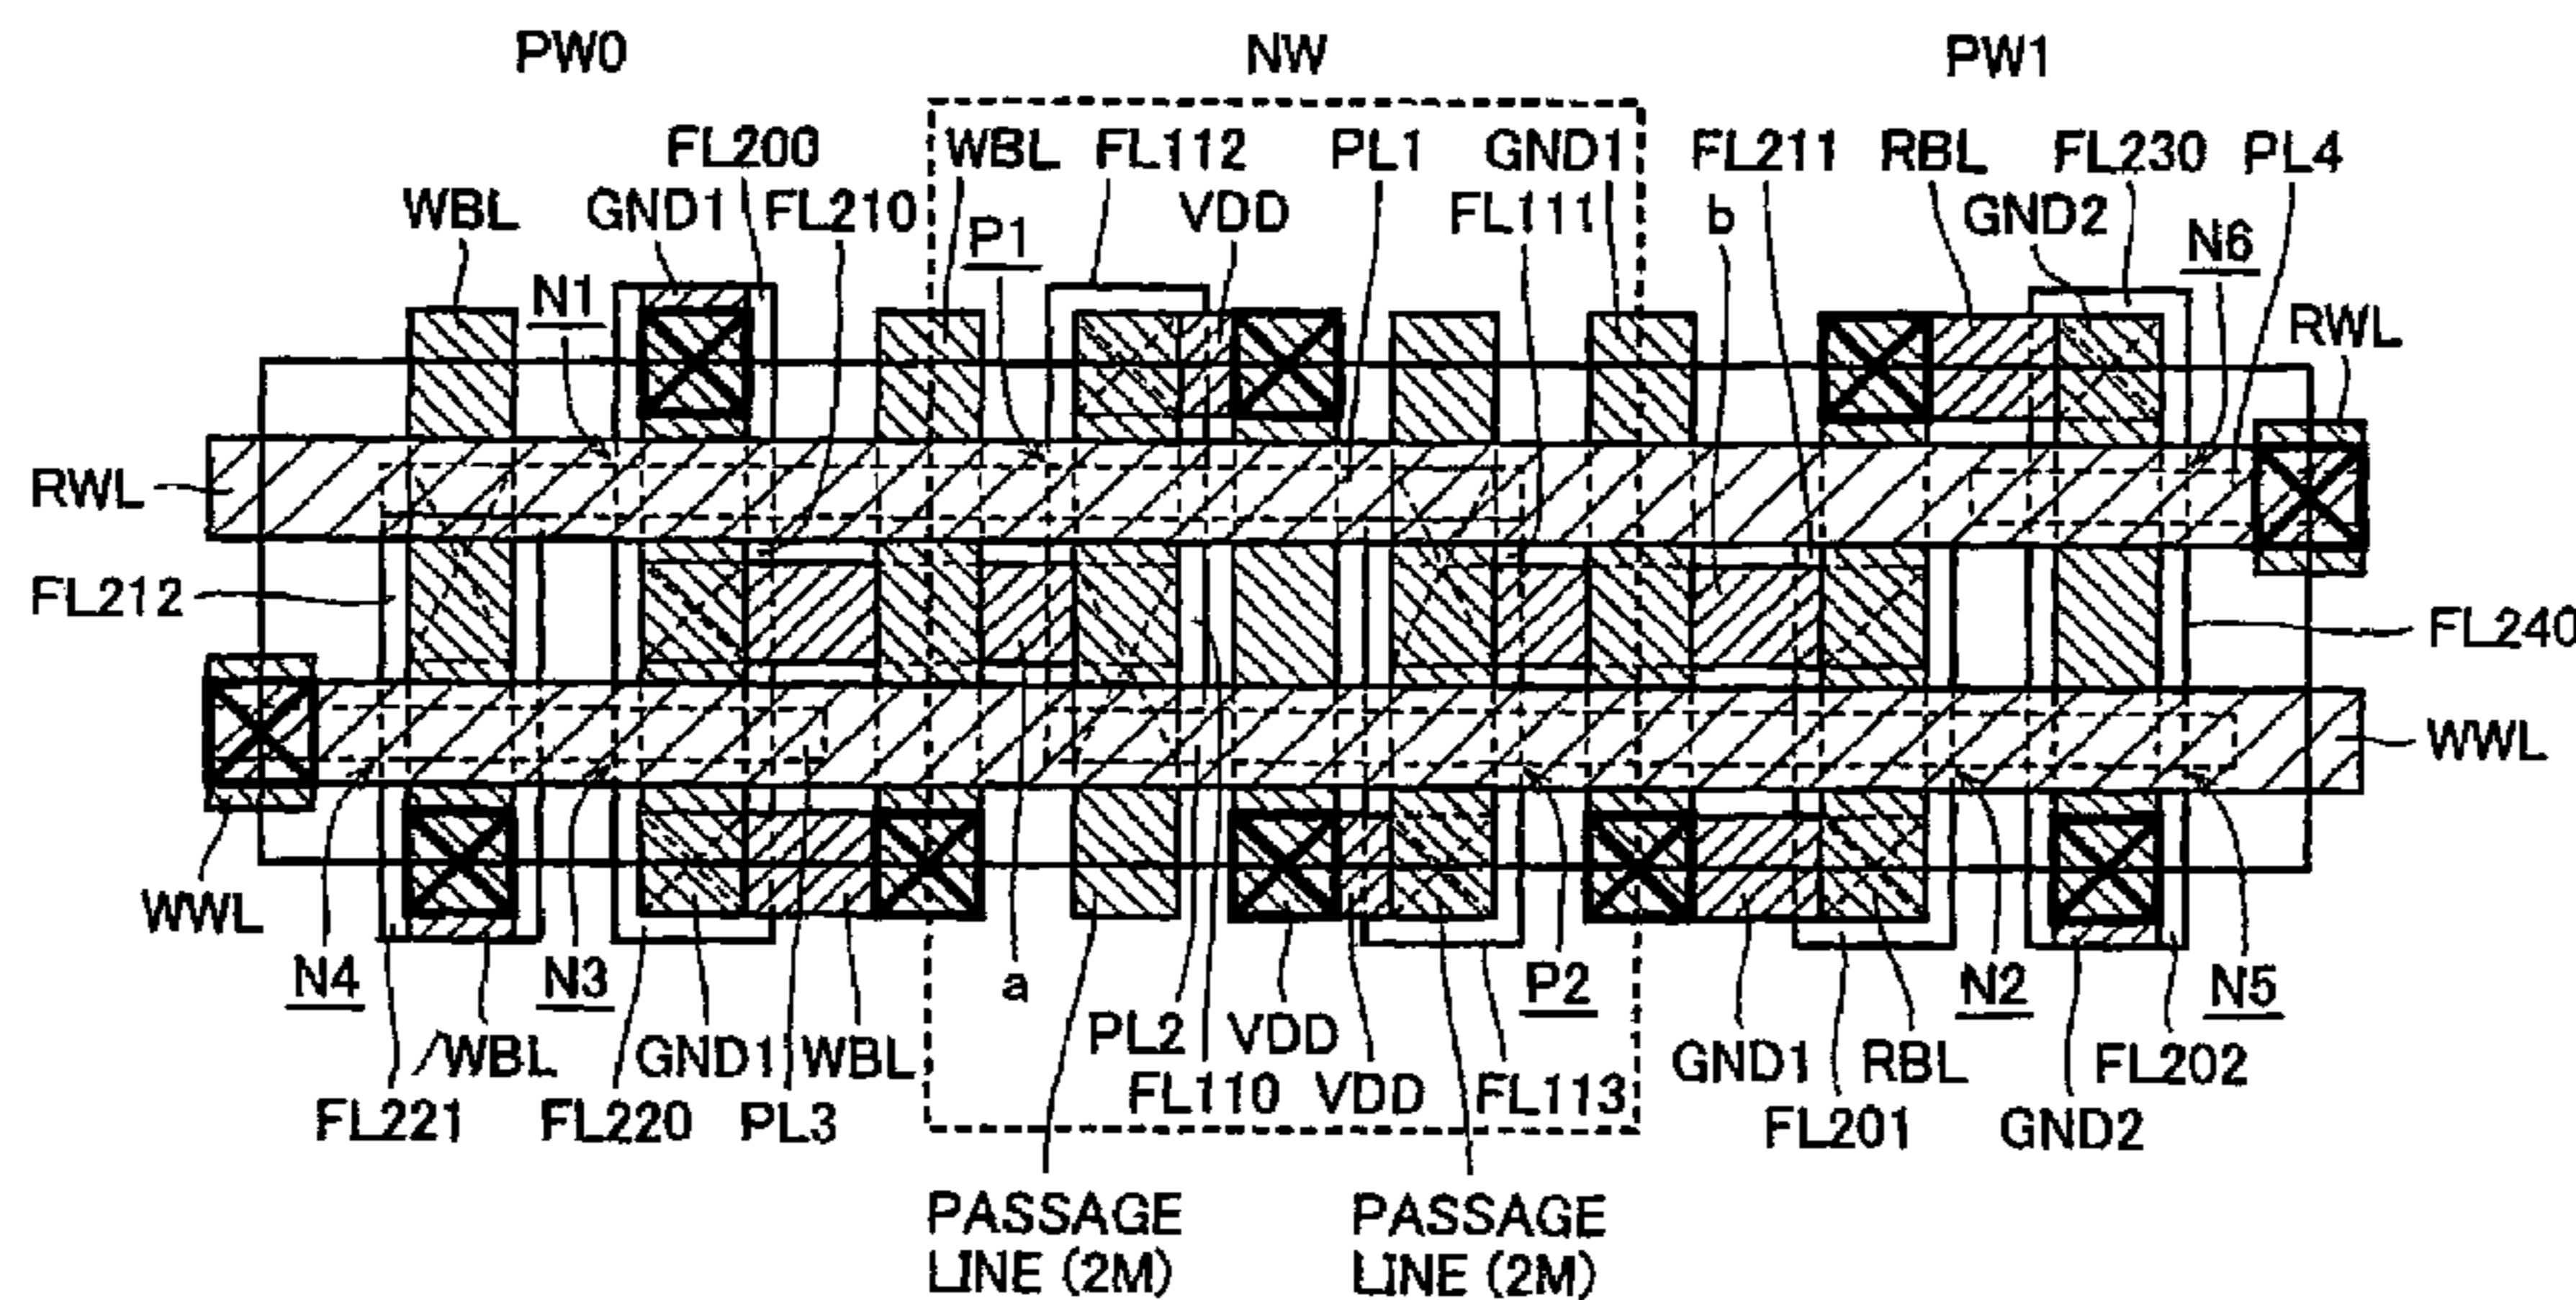 PW0 NW PW1
FL200 WBL FL112 PL1 GND1 FL211 RBL FL230 PL4
WBL GND1 FL210 P1 VDD FL111 b GND2 N6
N1 RWL
RWL
FL212 FL240
WWL
WWL
N4 N3 a P2 N2 N5
/WBL GND1 WBL PL2 VDD GND1 RBL FL202
FL221 FL220 PL3 FL110 VDD FL113 FL201 GND2
PASSAGE PASSAGE
LINE (2M) LINE (2M)